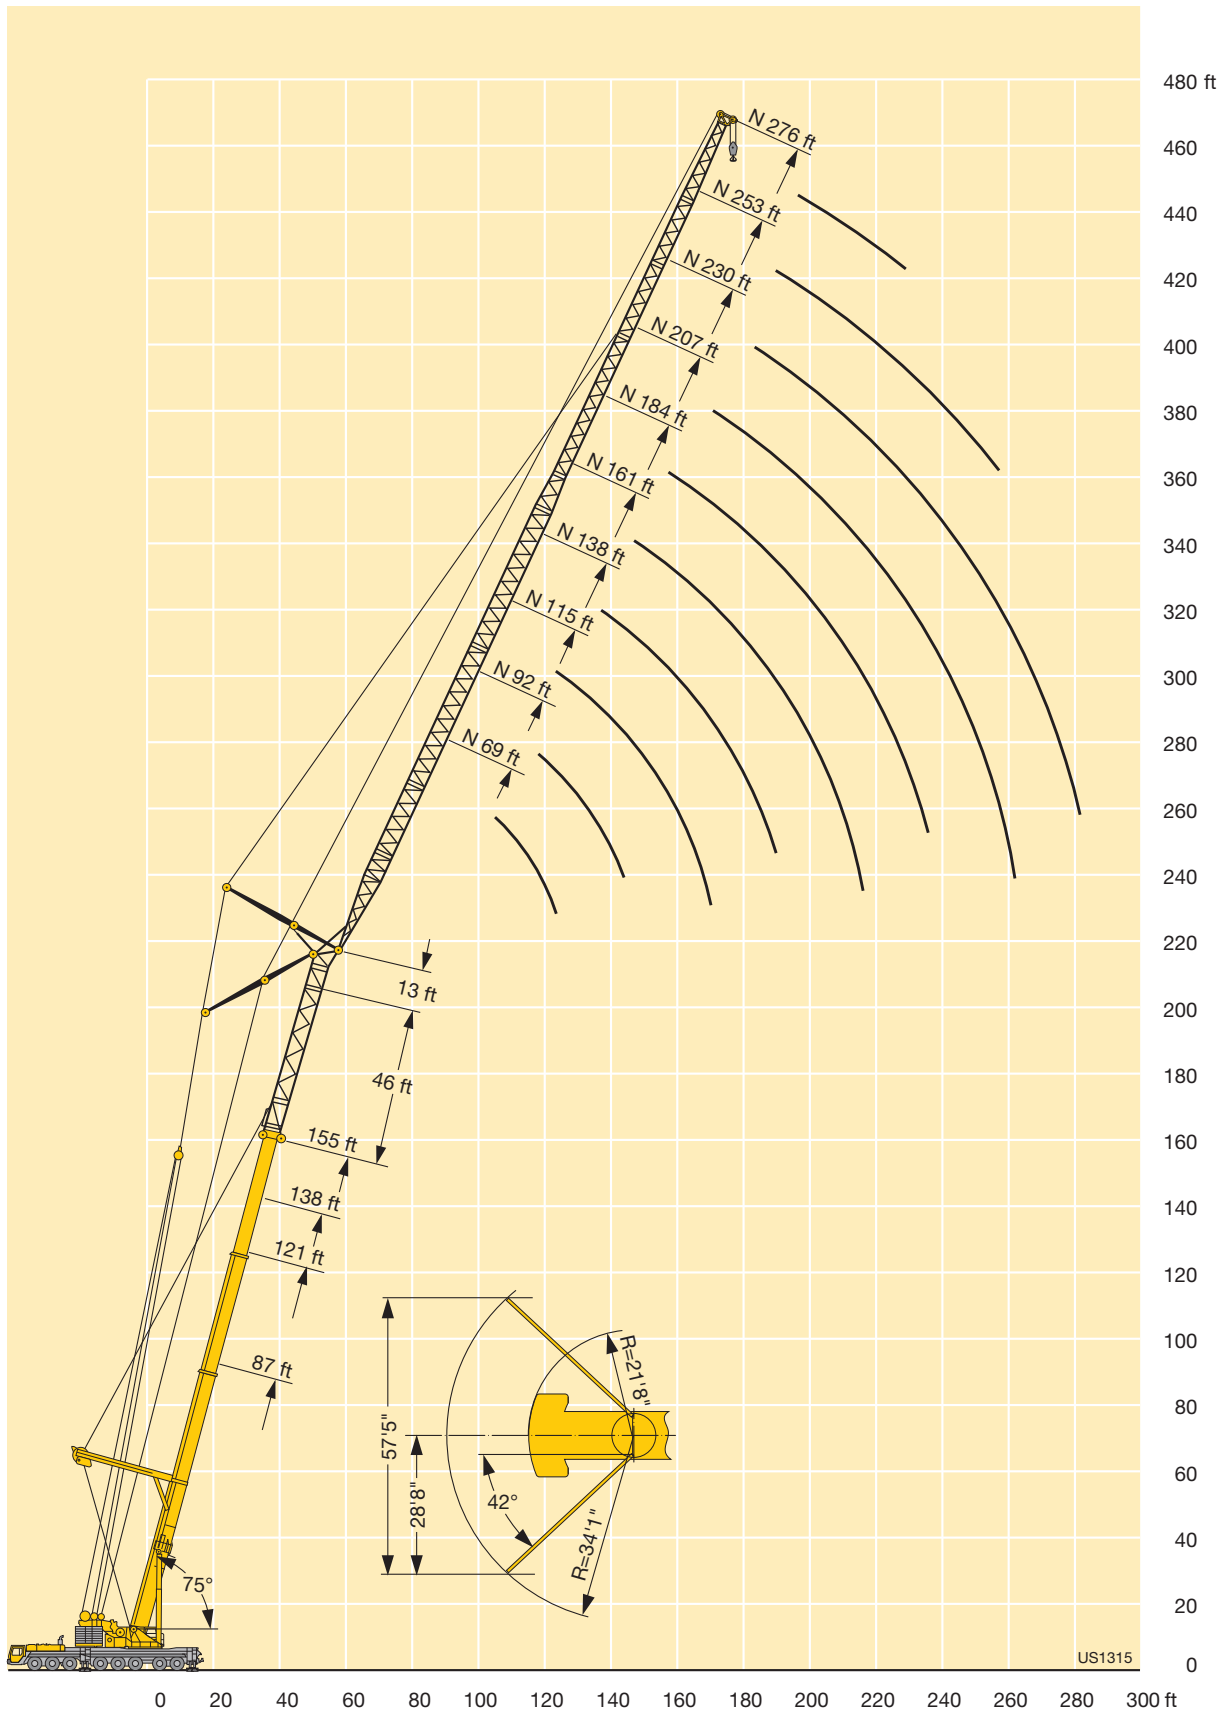 480 ft
460
440
420
400
380
360
340
320
300
280
260
240
220
200
180
160
140
120
100
80
60
40
20
0
N 276 ft
N 253 ft
N 230 ft
N 207 ft
N 184 ft
N 161 ft
N 138 ft
N 115 ft
N 92 ft
N 69 ft
13 ft
46 ft
155 ft
138 ft
121 ft
87 ft
75°
57'5"
28'8"
42°
R=21'8"
R=34'1"
US1315
0 20 40 60 80 100 120 140 160 180 200 220 240 260 280 300 ft